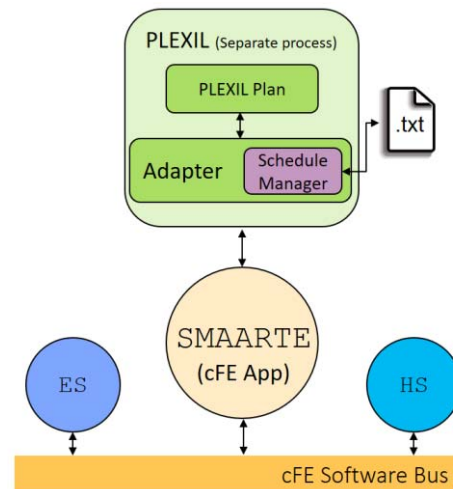 PLEXIL (Separate process)
PLEXIL Plan
Adapter
Schedule
Manager
.txt
SMAARTE
(cFE App)
ES
HS
cFE Software Bus